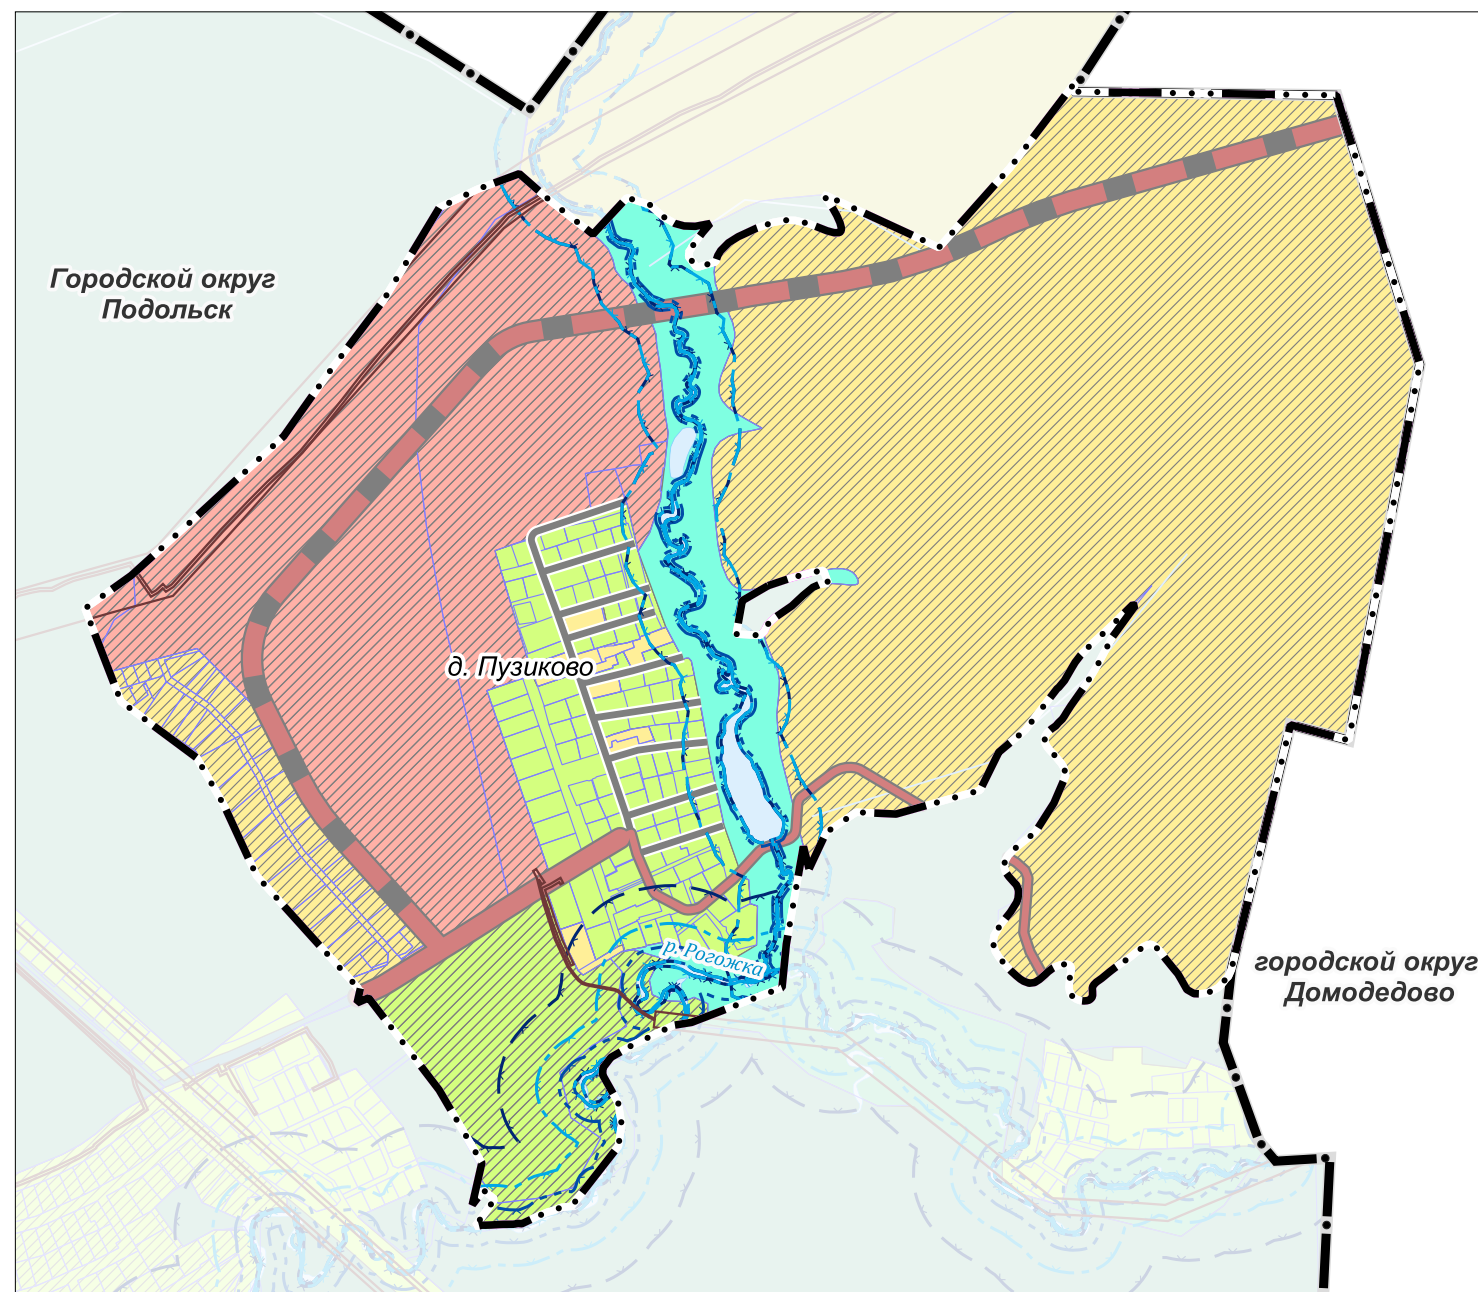 Городской округ
Подольск
д. Пузиково
р. Рогожка
городской округ
Домодедово